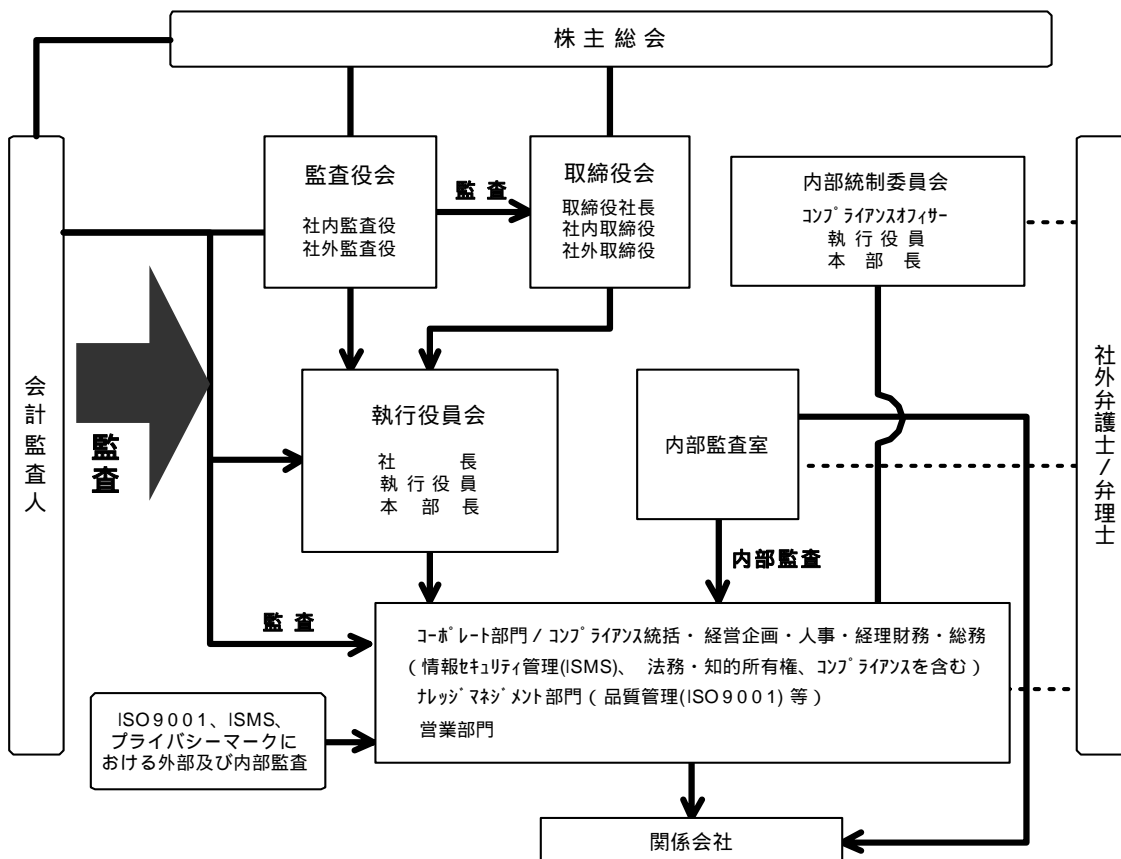 株主総会
監査役会
社内監査役
社外監査役
監 査
取締役会
取締役社長
社内取締役
社外取締役
内部統制委員会
コンプライアンスオフィサー
執行役員
本部長
会計監査人
監査
執行役員会
社長
執行役員
本部長
内部監査室
社外弁護士/弁理士
内部監査
監 査
コーポレート部門/コンプライアンス統括・経営企画・人事・経理財務・総務
(情報セキュリティ管理(ISMS)、 法務・知的所有権、コンプライアンスを含む)
ナレッジマネジメント部門(品質管理(ISO9001)等)
営業部門
ISO9001、ISMS、
プライバシーマークに
おける外部及び内部監査
関係会社